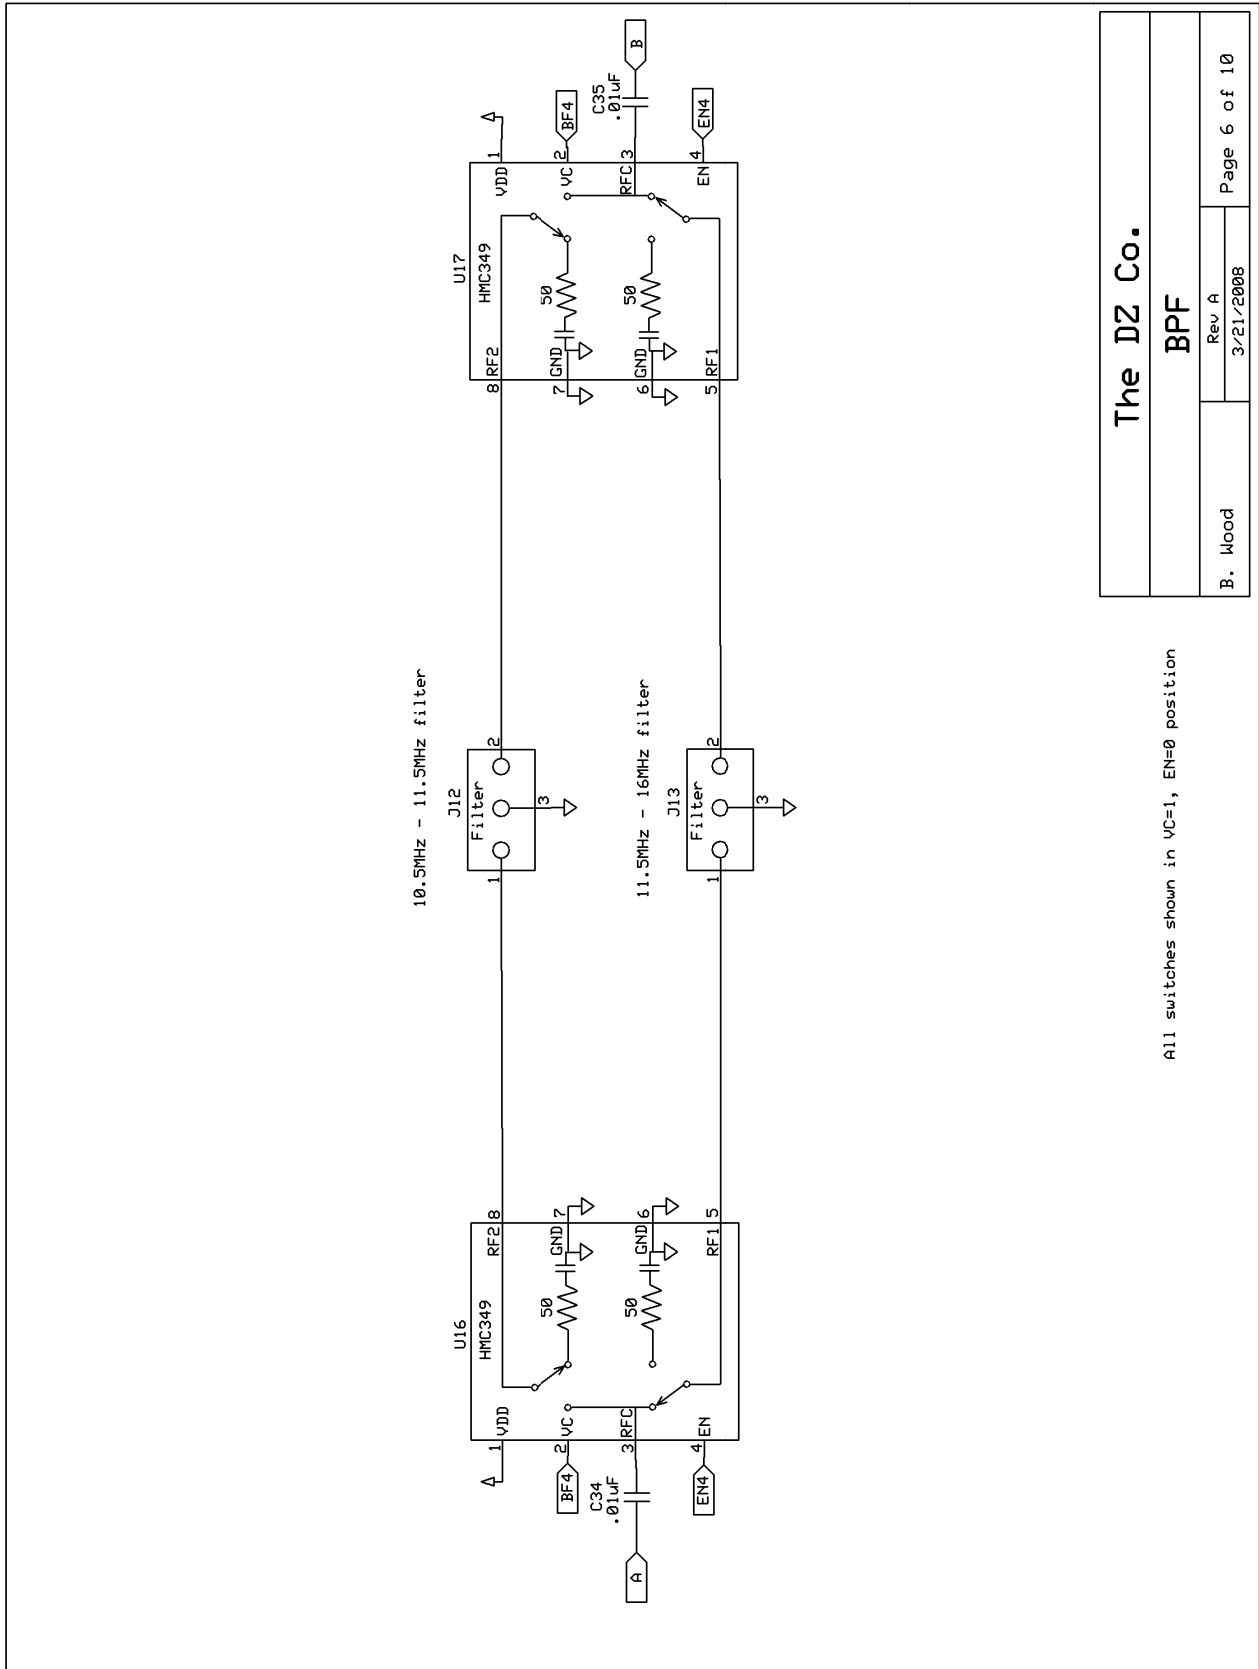 10.5MHz - 11.5MHz filter
U16
HMC349
1 VDD
2 VC
3 RFC
4 EN
RF2 8
GND 7
GND 6
RF1 5
50
50
BF4
C34
.01uF
A
EN4
J12
Filter
1
2
3
11.5MHz - 16MHz filter
J13
Filter
1
2
3
U17
HMC349
8 RF2
7 GND
6 GND
5 RF1
VDD 1
VC 2
RFC 3
EN 4
50
50
BF4
C35
.01uF
B
EN4
All switches shown in VC=1, EN=0 position
The DZ Co.
BPF
B. Wood
Rev A
3/21/2008
Page 6 of 10